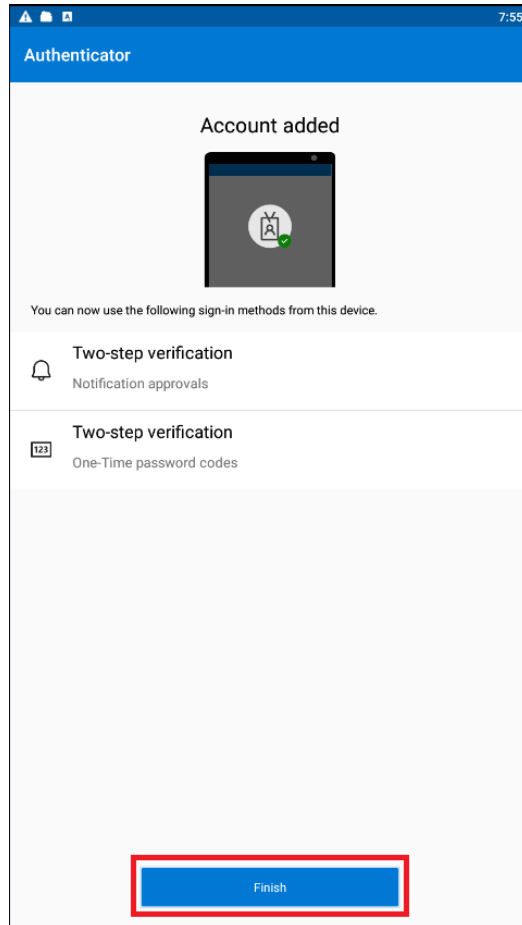 7:55
Authenticator
Account added
You can now use the following sign-in methods from this device.
Two-step verification
Notification approvals
123
Two-step verification
One-Time password codes
Finish